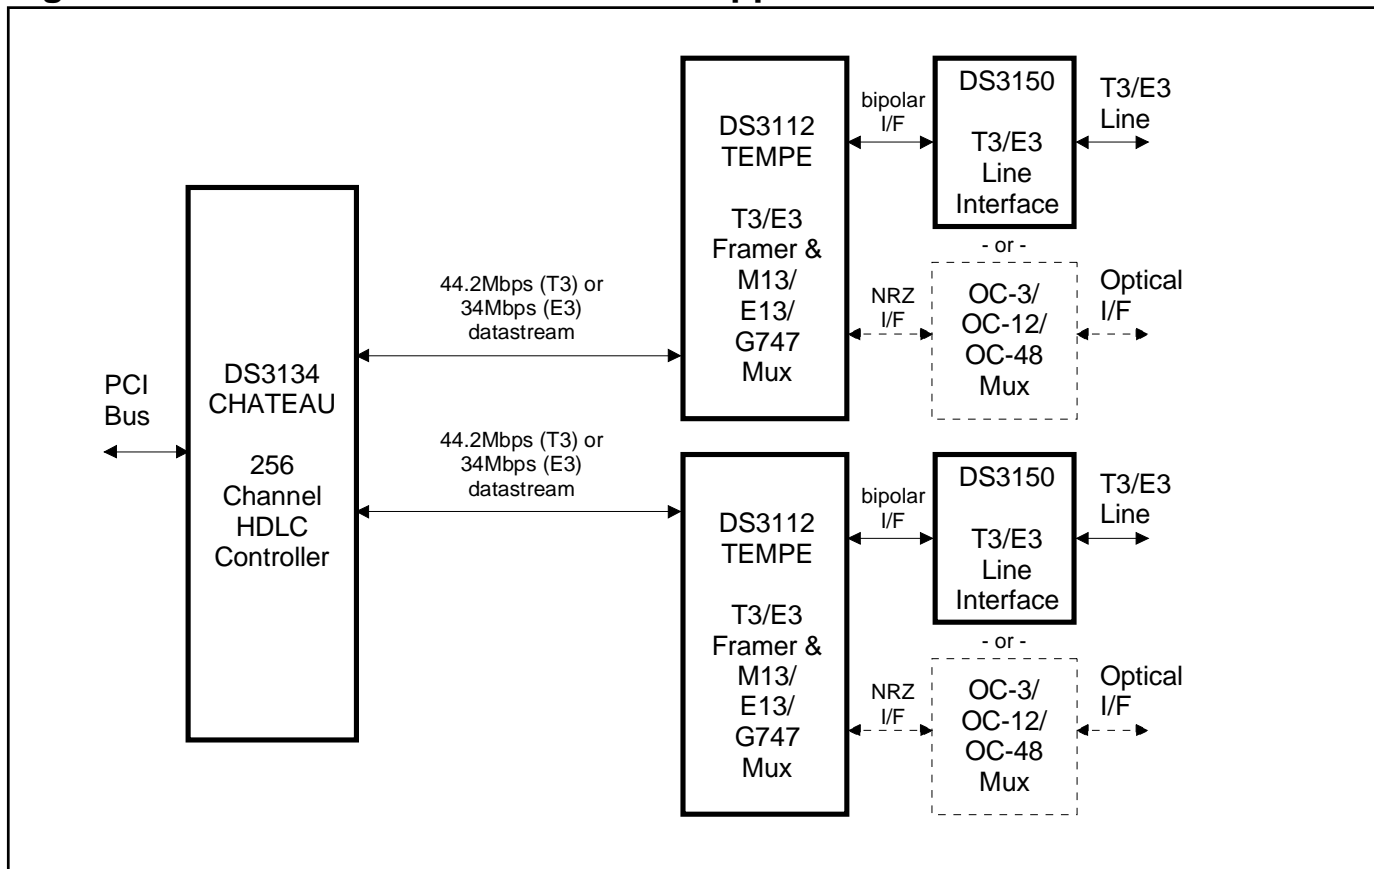 PCI
Bus
DS3134
CHATEAU
256
Channel
HDLC
Controller
44.2Mbps (T3) or
34Mbps (E3)
datastream
44.2Mbps (T3) or
34Mbps (E3)
datastream
DS3112
TEMPE
T3/E3
Framer &
M13/
E13/
G747
Mux
bipolar
I/F
DS3150
T3/E3
Line
Interface
T3/E3
Line
- or -
NRZ
I/F
OC-3/
OC-12/
OC-48
Mux
Optical
I/F
DS3112
TEMPE
T3/E3
Framer &
M13/
E13/
G747
Mux
bipolar
I/F
DS3150
T3/E3
Line
Interface
T3/E3
Line
- or -
NRZ
I/F
OC-3/
OC-12/
OC-48
Mux
Optical
I/F